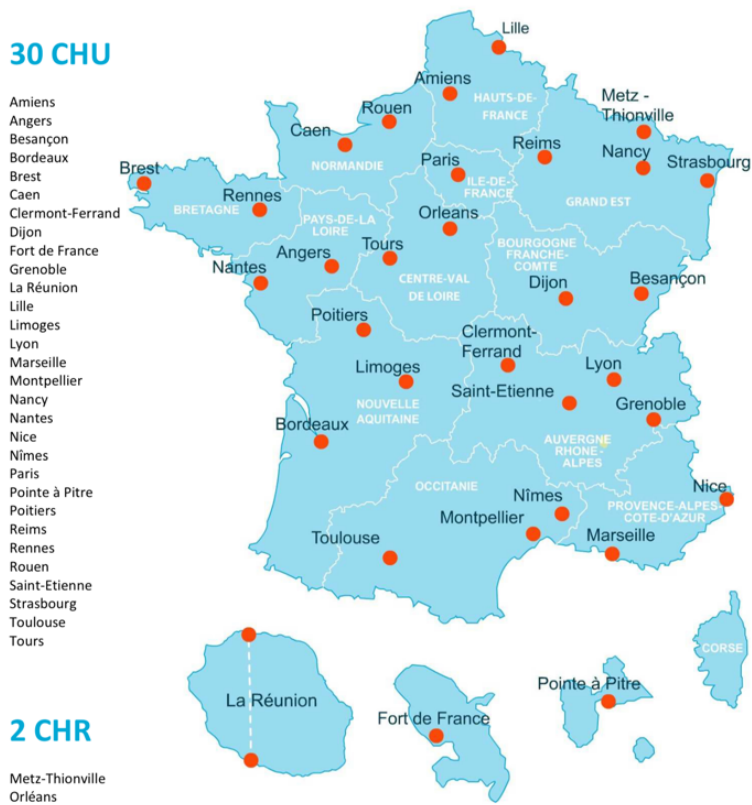 30 CHU
Amiens
Angers
Besançon
Bordeaux
Brest
Caen
Clermont-Ferrand
Dijon
Fort de France
Grenoble
La Réunion
Lille
Limoges
Lyon
Marseille
Montpellier
Nancy
Nantes
Nice
Nîmes
Paris
Pointe à Pitre
Poitiers
Reims
Rennes
Rouen
Saint-Etienne
Strasbourg
Toulouse
Tours
2 CHR
Metz-Thionville
Orléans
Lille
Amiens
HAUTS-DE-
FRANCE
Metz -
Thionville
Rouen
Caen
NORMANDIE
Reims
Nancy
Strasbourg
Paris
ILE-DE-
FRANCE
GRAND EST
Brest
Rennes
BRETAGNE
PAYS-DE-LA
LOIRE
Orleans
Angers
Tours
Nantes
CENTRE-VAL
DE LOIRE
BOURGOGNE
FRANCHE-
COMTE
Dijon
Besançon
Poitiers
Clermont-
Ferrand
Limoges
Lyon
Saint-Etienne
Grenoble
NOUVELLE
AQUITAINE
Bordeaux
AUVERGNE
RHONE-
ALPES
OCCITANIE
Nîmes
Montpellier
Toulouse
Nice
PROVENCE-ALPES
COTE-D'AZUR
Marseille
CORSE
La Réunion
Fort de France
Pointe à Pitre